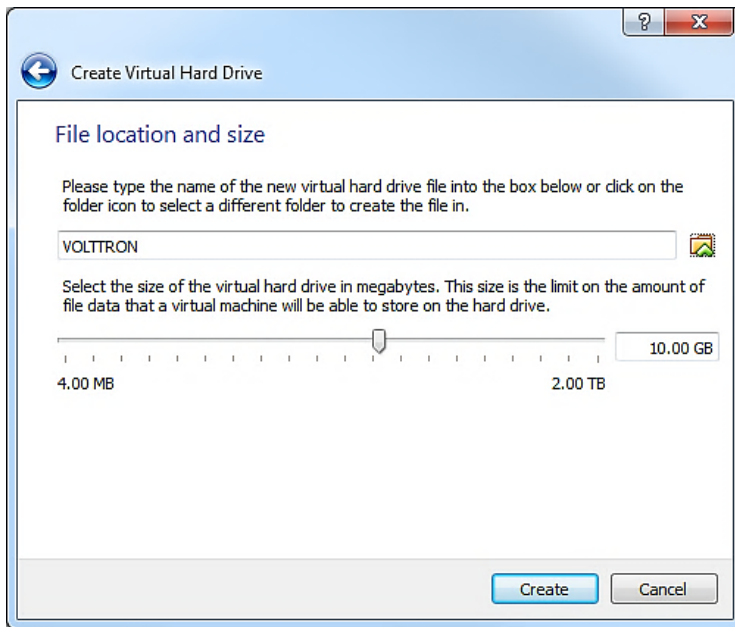 ?
X
Create Virtual Hard Drive
File location and size
Please type the name of the new virtual hard drive file into the box below or click on the
folder icon to select a different folder to create the file in.
VOLTTRON
Select the size of the virtual hard drive in megabytes. This size is the limit on the amount of
file data that a virtual machine will be able to store on the hard drive.
10.00 GB
4.00 MB 2.00 TB
Create Cancel